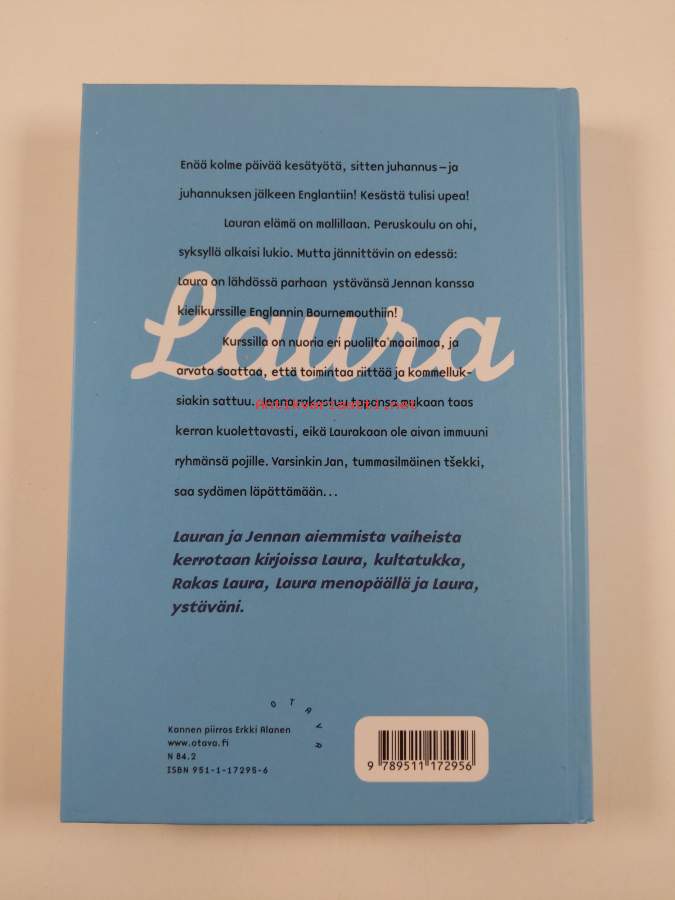 Enää kolme päivää kesätyötä, sitten juhannus – ja
juhannuksen jälkeen Englantiin! Kesästä tulisi upea!
Lauran elämä on mallillaan. Peruskoulu on ohi,
syksyllä alkaisi lukio. Mutta jännittävin on edessä:
Laura on lähdössä parhaan ystävänsä Jennan kanssa
kielikurssille Englannin Bournemouthiin!
Laura
Kurssilla on nuoria eri puolilta maailmaa, ja
arvata saattaa, että toimintaa riittää ja kommelluk-
siakin sattuu. Jenna rakastuu tapansa mukaan taas
Antikvariaatti.net
kerran kuolettavasti, eikä Laurakaan ole aivan immuuni
ryhmänsä pojille. Varsinkin Jan, tummasilmäinen tšekki,
saa sydämen läpättämään...
Lauran ja Jennan aiemmista vaiheista
kerrotaan kirjoissa Laura, kultatukka,
Rakas Laura, Laura menopäällä ja Laura,
ystäväni.
OTAVA
Kannen piirros Erkki Alanen
www.otava.fi
N 84.2
ISBN 951-1-17295-6
9 789511 172956